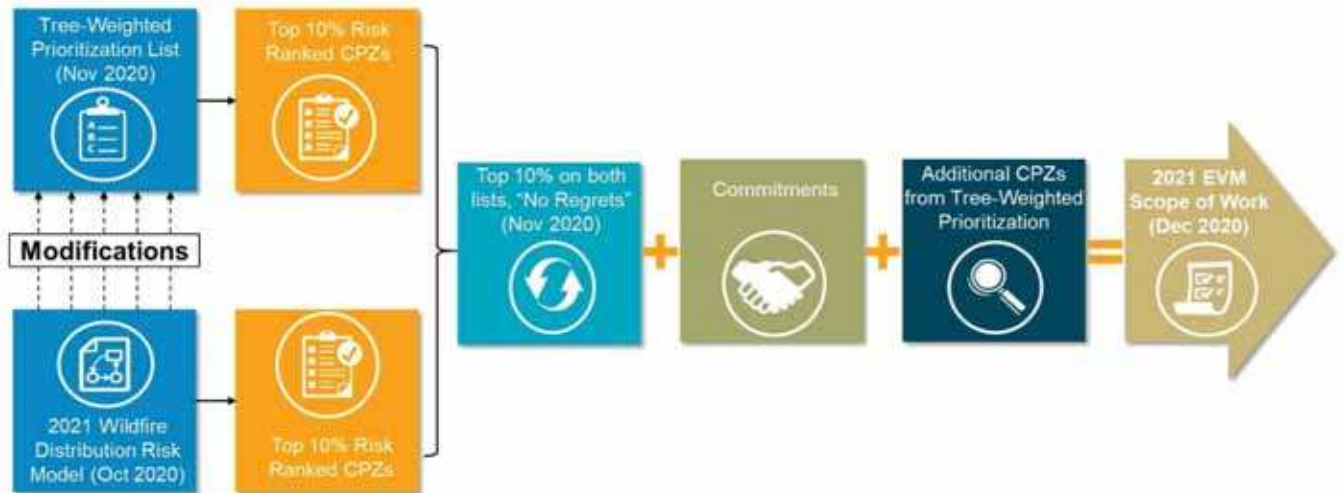 Tree-Weighted
Prioritization List
(Nov 2020)
Top 10% Risk
Ranked CPZs
Modifications
2021 Wildfire
Distribution Risk
Model (Oct 2020)
Top 10% Risk
Ranked CPZs
Top 10% on both
lists, "No Regrets"
(Nov 2020)
+
Commitments
+
Additional CPZs
from Tree-Weighted
Prioritization
=
2021 EVM
Scope of Work
(Dec 2020)